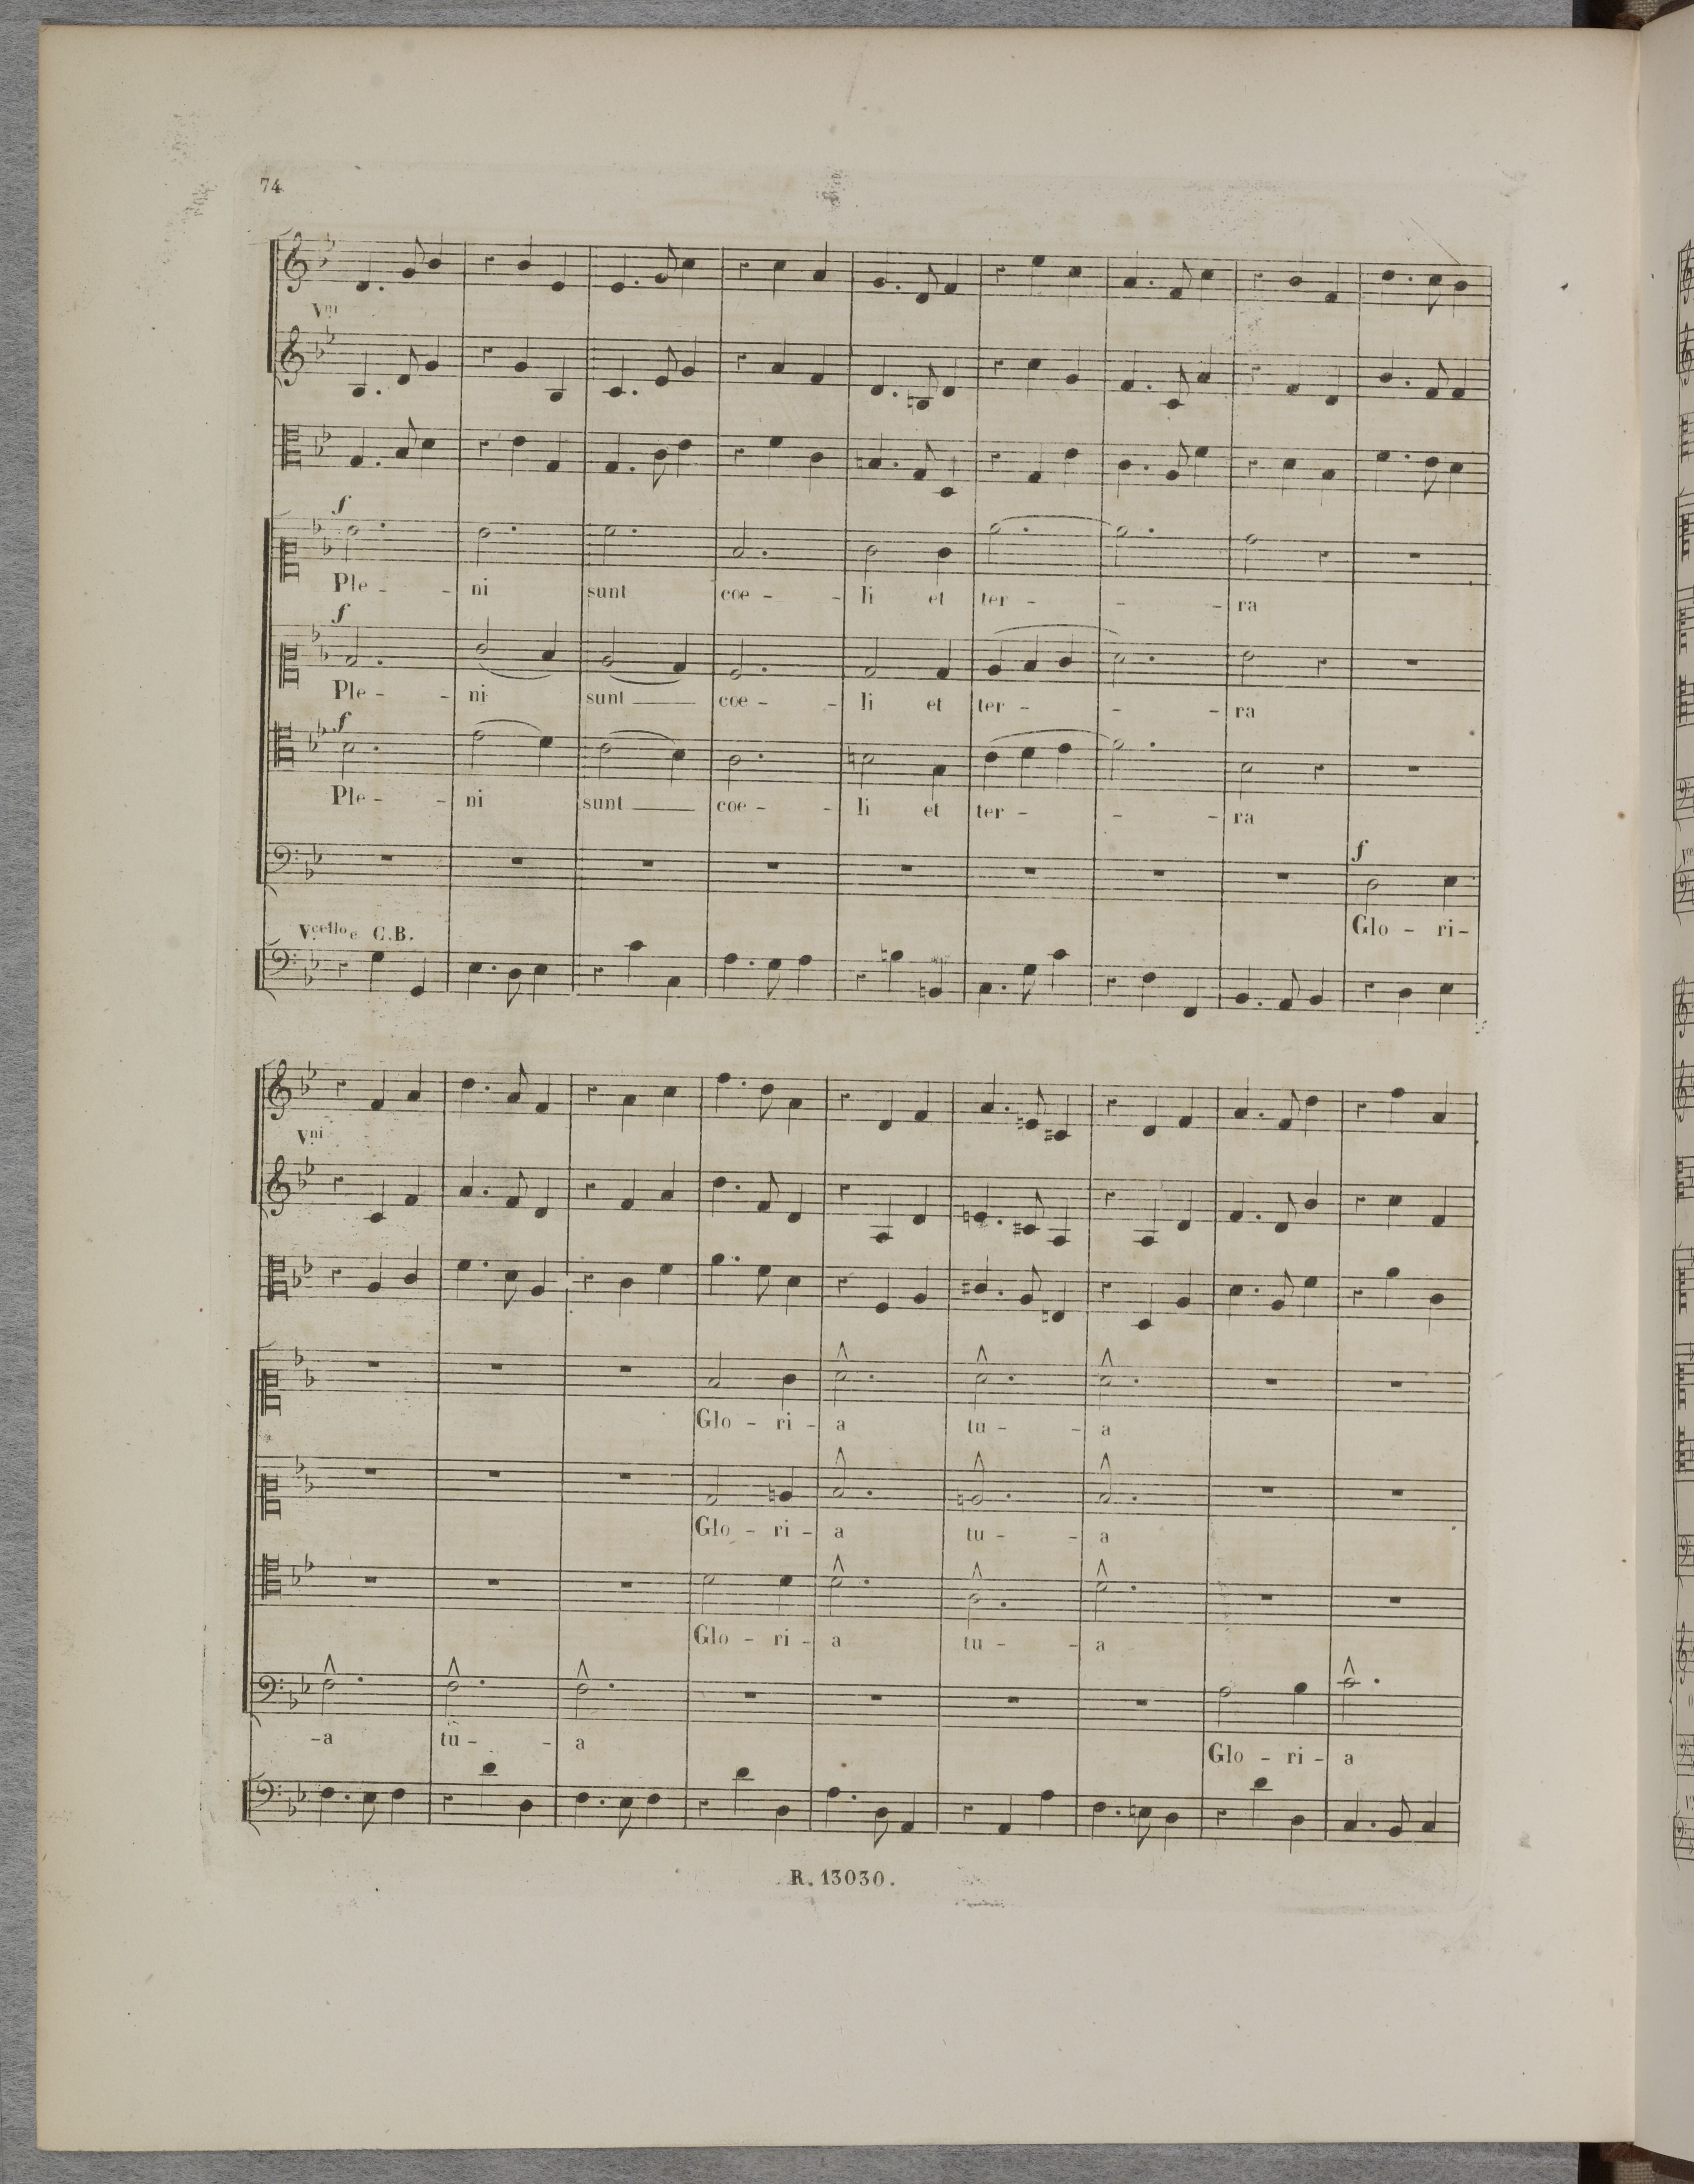 74
Vni
f
Ple - - ni sunt coe - - li et ter - - - ra
f
Ple - - ni sunt coe - - li et ter - - - ra
f
Ple - - ni sunt coe - - li et ter - - - ra
f
Glo - ri -
Vcello e C.B.
Vni
Glo - ri - a tu - - a
Glo - ri - a tu - - a
Glo - ri - a tu - - a
-a tu - - a Glo - ri - a
R. 13030.